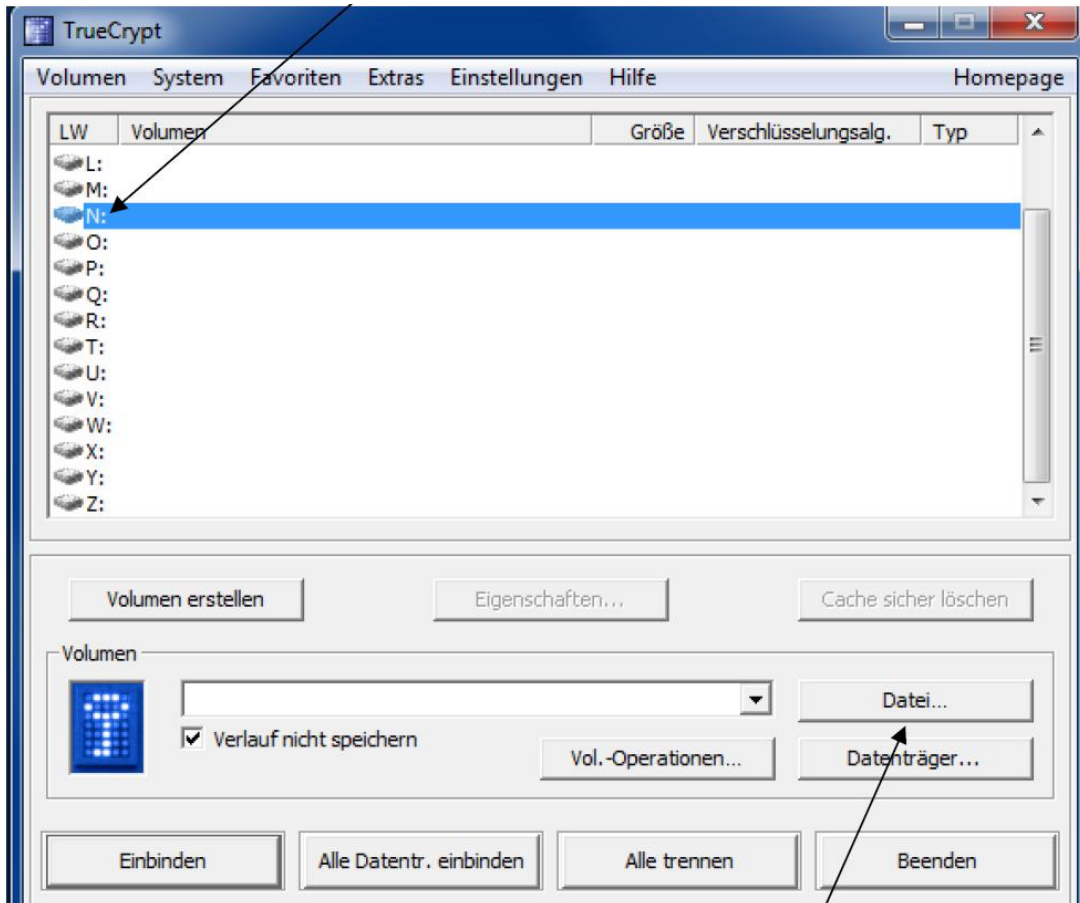 TrueCrypt
Volumen System Favoriten Extras Einstellungen Hilfe Homepage
LW Volumen Größe Verschlüsselungsalg. Typ
L:
M:
N:
O:
P:
Q:
R:
T:
U:
V:
W:
X:
Y:
Z:
Volumen erstellen Eigenschaften... Cache sicher löschen
Volumen
Datei...
Verlauf nicht speichern
Vol.-Operationen... Datenträger...
Einbinden Alle Datentr. einbinden Alle trennen Beenden